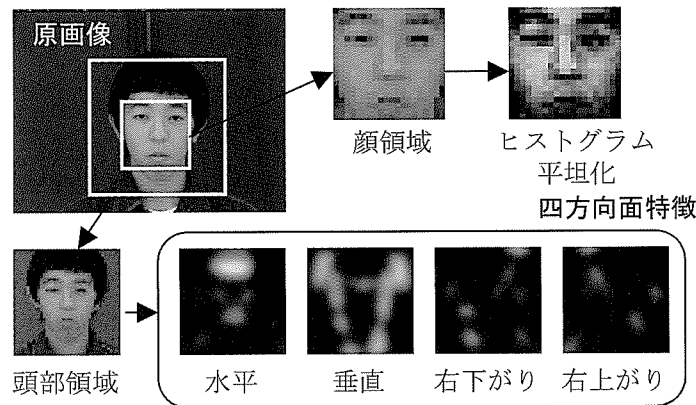 原画像
顔領域
ヒストグラム
平坦化
四方向面特徴
頭部領域
水平
垂直
右下がり
右上がり